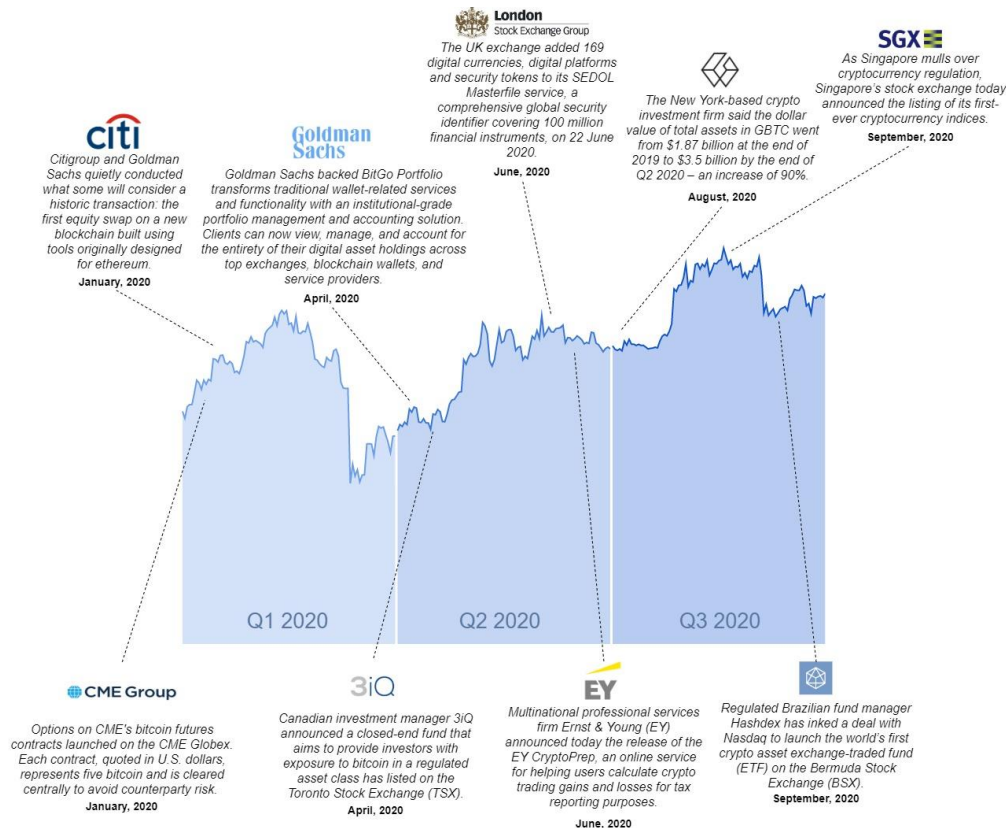 London
Stock Exchange Group
The UK exchange added 169
digital currencies, digital platforms
and security tokens to its SEDOL
Masterfile service, a
comprehensive global security
identifier covering 100 million
financial instruments, on 22 June
2020.
June, 2020
SGX
As Singapore mulls over
cryptocurrency regulation,
Singapore's stock exchange today
announced the listing of its first-
ever cryptocurrency indices.
September, 2020
The New York-based crypto
investment firm said the dollar
value of total assets in GBTC went
from $1.87 billion at the end of
2019 to $3.5 billion by the end of
Q2 2020 – an increase of 90%.
August, 2020
citi
Citigroup and Goldman
Sachs quietly conducted
what some will consider a
historic transaction: the
first equity swap on a new
blockchain built using
tools originally designed
for ethereum.
January, 2020
Goldman
Sachs
Goldman Sachs backed BitGo Portfolio
transforms traditional wallet-related services
and functionality with an institutional-grade
portfolio management and accounting solution.
Clients can now view, manage, and account for
the entirety of their digital asset holdings across
top exchanges, blockchain wallets, and
service providers.
April, 2020
Q1 2020
Q2 2020
Q3 2020
CME Group
Options on CME's bitcoin futures
contracts launched on the CME Globex.
Each contract, quoted in U.S. dollars,
represents five bitcoin and is cleared
centrally to avoid counterparty risk.
January, 2020
3iQ
Canadian investment manager 3iQ
announced a closed-end fund that
aims to provide investors with
exposure to bitcoin in a regulated
asset class has listed on the
Toronto Stock Exchange (TSX).
April, 2020
EY
Multinational professional services
firm Ernst & Young (EY)
announced today the release of the
EY CryptoPrep, an online service
for helping users calculate crypto
trading gains and losses for tax
reporting purposes.
June, 2020
Regulated Brazilian fund manager
Hashdex has inked a deal with
Nasdaq to launch the world's first
crypto asset exchange-traded fund
(ETF) on the Bermuda Stock
Exchange (BSX).
September, 2020